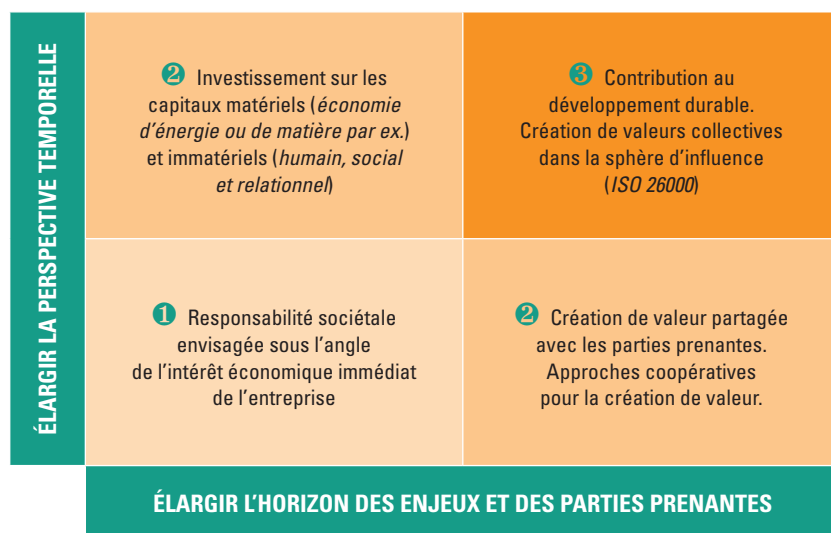 ÉLARGIR LA PERSPECTIVE TEMPORELLE
❷ Investissement sur les
capitaux matériels (économie
d'énergie ou de matière par ex.)
et immatériels (humain, social
et relationnel)
❸ Contribution au
développement durable.
Création de valeurs collectives
dans la sphère d'influence
(ISO 26000)
❶ Responsabilité sociétale
envisagée sous l'angle
de l'intérêt économique immédiat
de l'entreprise
❷ Création de valeur partagée
avec les parties prenantes.
Approches coopératives
pour la création de valeur.
ÉLARGIR L'HORIZON DES ENJEUX ET DES PARTIES PRENANTES